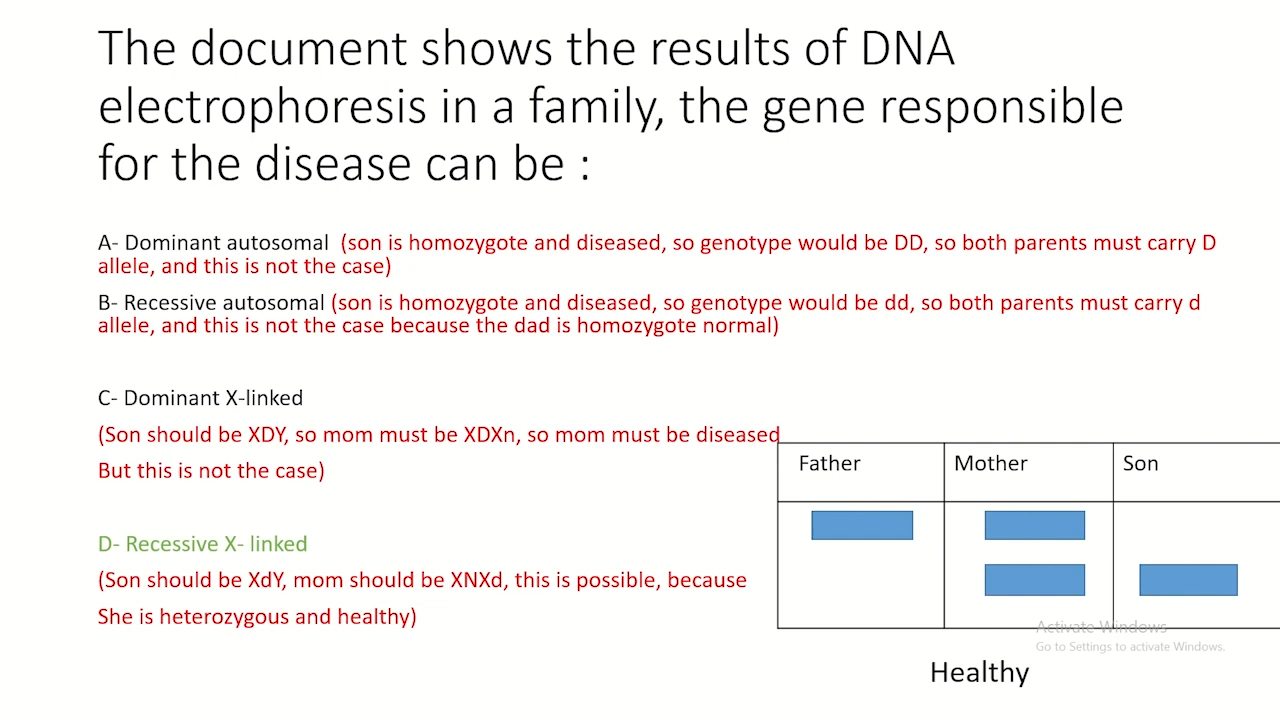 The document shows the results of DNA
electrophoresis in a family, the gene responsible
for the disease can be :
A- Dominant autosomal (son is homozygote and diseased, so genotype would be DD, so both parents must carry D
allele, and this is not the case)
B- Recessive autosomal (son is homozygote and diseased, so genotype would be dd, so both parents must carry d
allele, and this is not the case because the dad is homozygote normal)
C- Dominant X-linked
(Son should be XDY, so mom must be XDXn, so mom must be diseased
But this is not the case)
D- Recessive X- linked
(Son should be XdY, mom should be XNXd, this is possible, because
She is heterozygous and healthy)
Father Mother Son
Activate Windows
Go to Settings to activate Windows.
Healthy